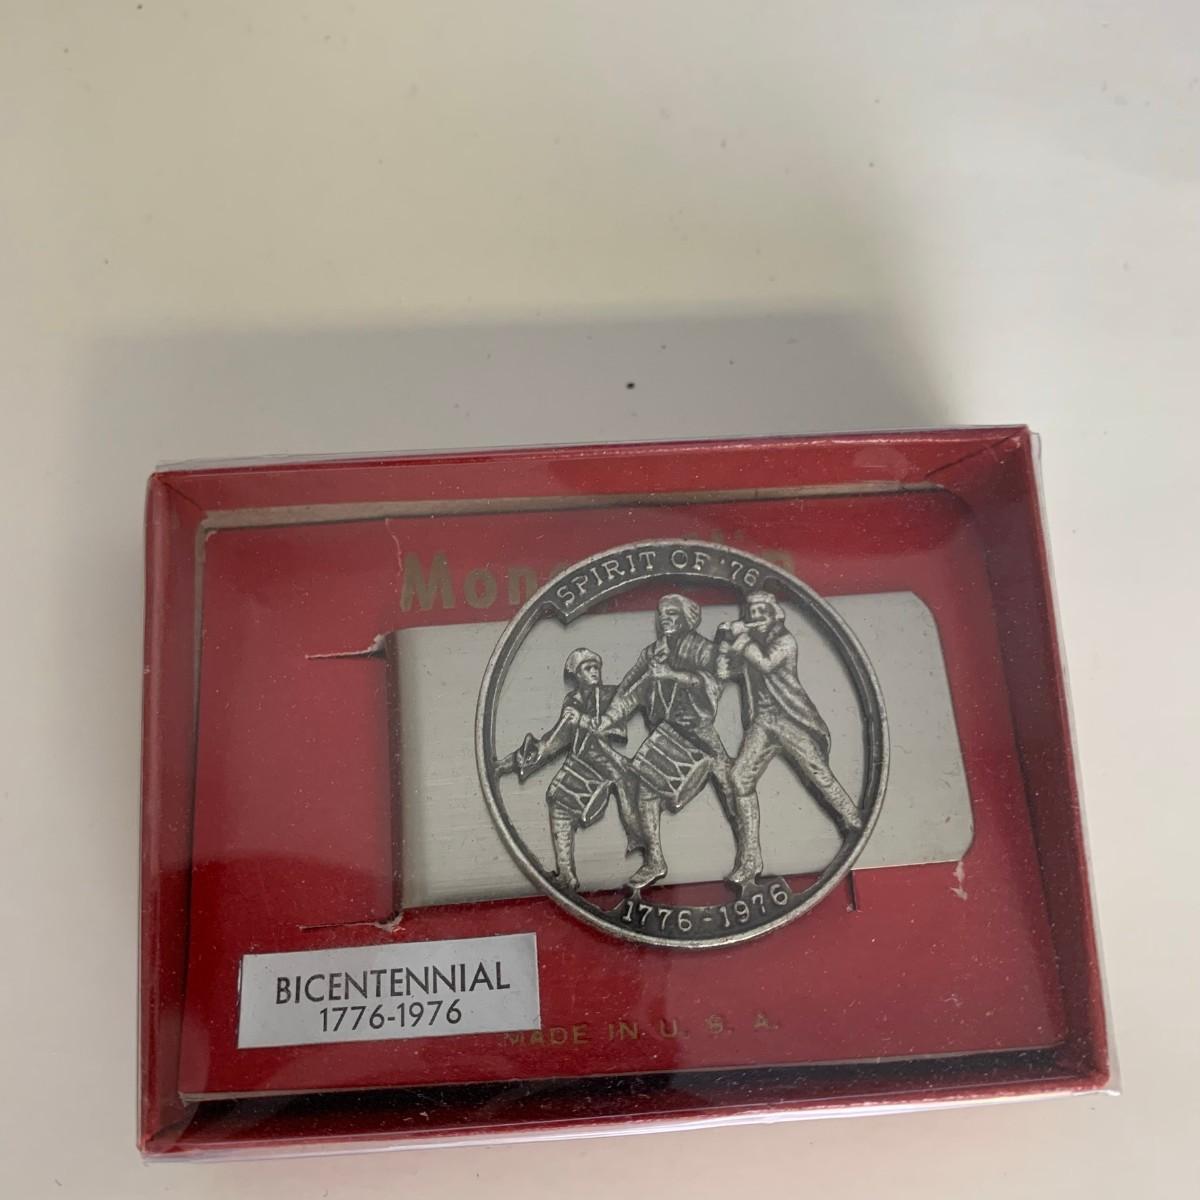 SPIRIT OF '76
1776-1976
BICENTENNIAL
1776-1976
MADE IN U. S. A.